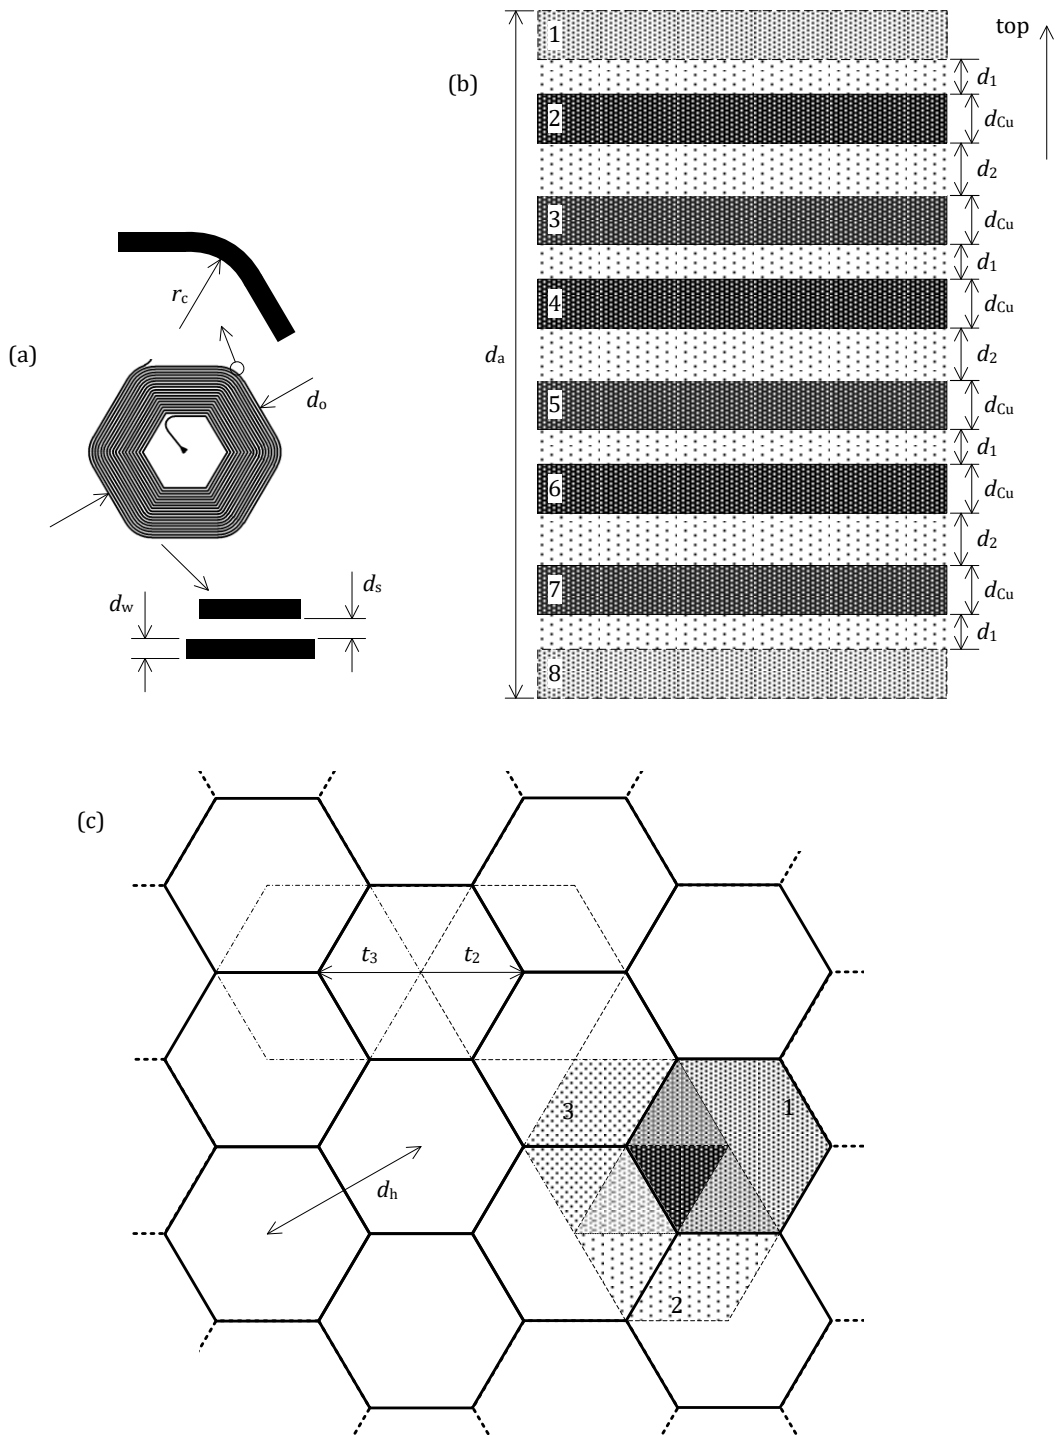 (a)
r_c
d_o
d_w
d_s
(b)
top
1
d_1
2
d_Cu
d_2
3
d_Cu
d_1
4
d_Cu
d_a
d_2
5
d_Cu
d_1
6
d_Cu
d_2
7
d_Cu
d_1
8
(c)
t_3
t_2
3
1
d_h
2